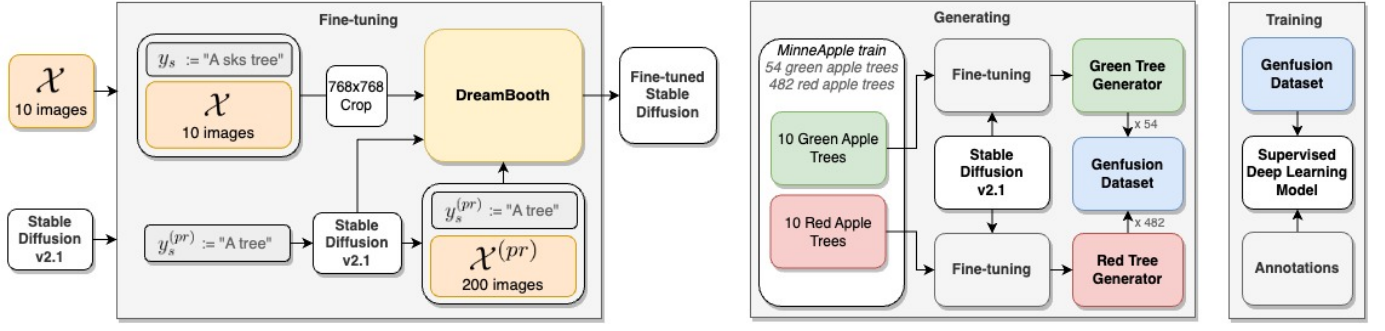 Fine-tuning
𝒳
10 images
y_s := "A sks tree"
𝒳
10 images
768x768
Crop
DreamBooth
Fine-tuned
Stable
Diffusion
Stable
Diffusion
v2.1
y_s^(pr) := "A tree"
Stable
Diffusion
v2.1
y_s^(pr) := "A tree"
𝒳^(pr)
200 images
Generating
MinneApple train
54 green apple trees
482 red apple trees
10 Green Apple
Trees
10 Red Apple
Trees
Fine-tuning
Stable
Diffusion
v2.1
Fine-tuning
Green Tree
Generator
x 54
Genfusion
Dataset
x 482
Red Tree
Generator
Training
Genfusion
Dataset
Supervised
Deep Learning
Model
Annotations